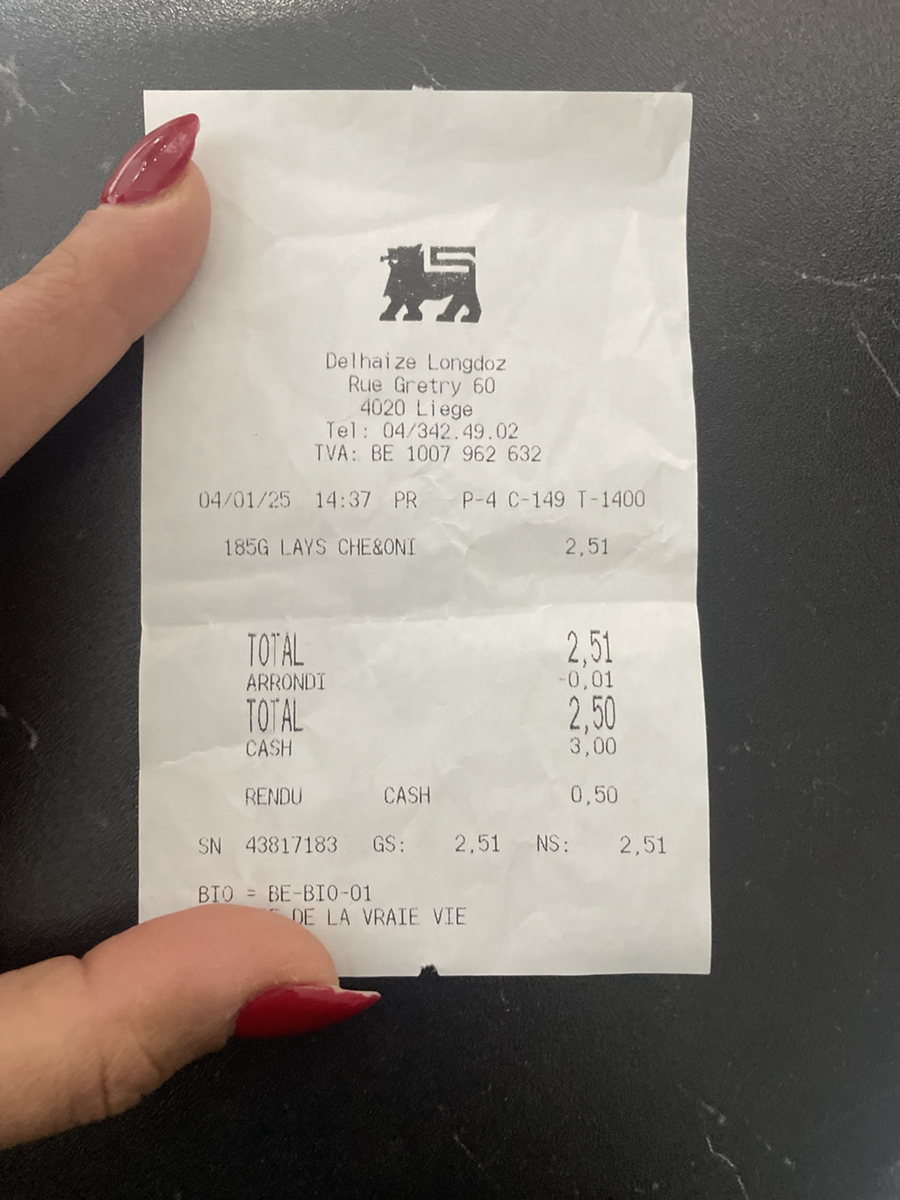 Delhaize Longdoz
Rue Gretry 60
4020 Liege
Tel: 04/342.49.02
TVA: BE 1007 962 632
04/01/25 14:37 PR P-4 C-149 T-1400
185G LAYS CHE&ONI 2,51
TOTAL 2,51
ARRONDI -0,01
TOTAL 2,50
CASH 3,00
RENDU CASH 0,50
SN 43817183 GS: 2,51 NS: 2,51
BIO = BE-BIO-01
DE LA VRAIE VIE